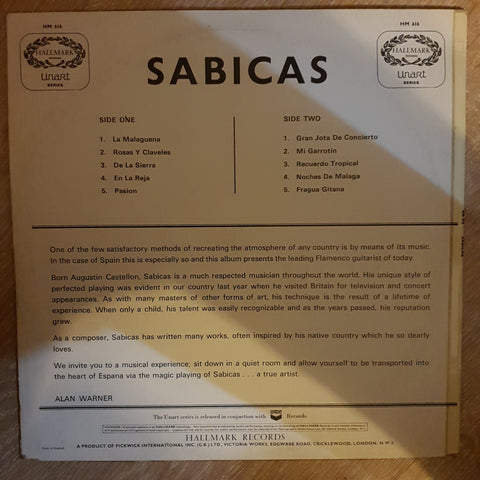 HM 616
HM 616
HALLMARK
Unart
SERIES
HALLMARK
Unart
SERIES
SABICAS
SIDE ONE
1. La Malaguena
2. Rosas Y Claveles
3. De La Sierra
4. En La Reja
5. Pasion
SIDE TWO
1. Gran Jota De Concierto
2. Mi Garrotin
3. Recuerdo Tropical
4. Noches De Malaga
5. Fragua Gitana
One of the few satisfactory methods of recreating the atmosphere of any country is by means of its music.
In the case of Spain this is especially so and this album presents the leading Flamenco guitarist of today.
Born Augustin Castellon, Sabicas is a much respected musician throughout the world. His unique style of
perfected playing was evident in our country last year when he visited Britain for television and concert
appearances. As with many masters of other forms of art, his technique is the result of a lifetime of
experience. When only a child, his talent was easily recognizable and as the years passed, his reputation
grew.
As a composer, Sabicas has written many works, often inspired by his native country which he so dearly
loves.
We invite you to a musical experience; sit down in a quiet room and allow yourself to be transported into
the heart of Espana via the magic playing of Sabicas . . . a true artist.
ALAN WARNER
The Unart series is released in conjuction with Records
HALLMARK RECORDS
A PRODUCT OF PICKWICK INTERNATIONAL INC. (G.B.) LTD., VICTORIA WORKS, EDGWARE ROAD, CRICKLEWOOD, LONDON. N.W.2